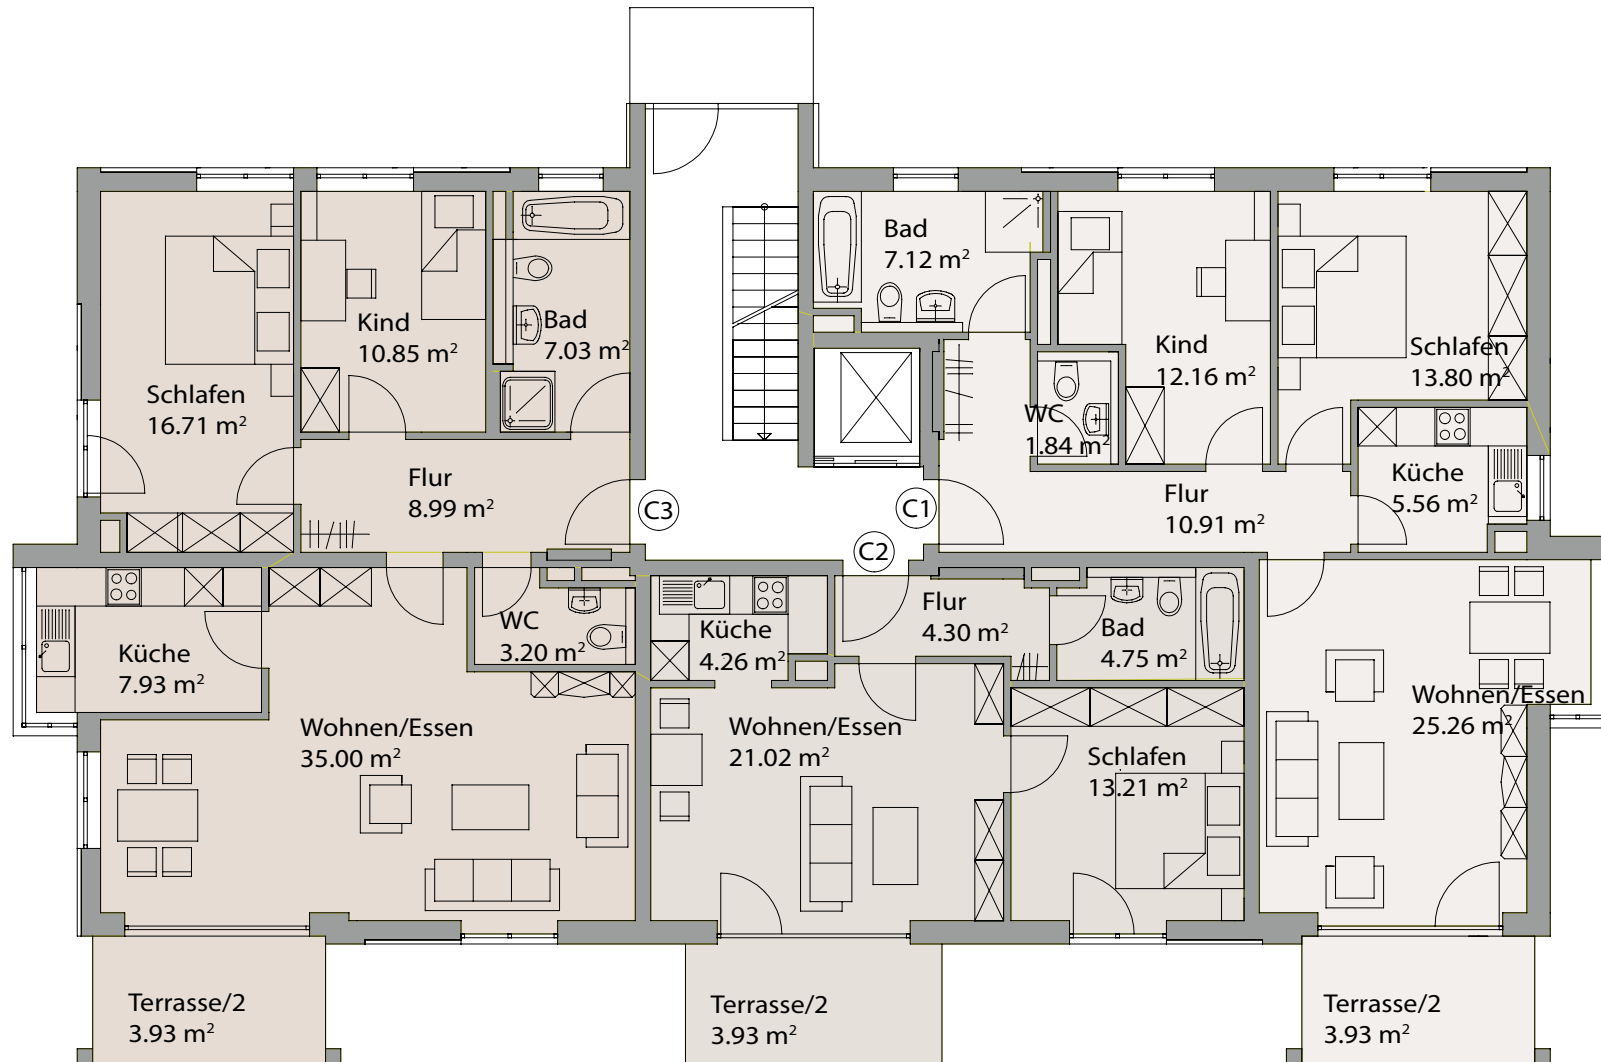 Bad
7.12 m²
Kind
10.85 m²
Bad
7.03 m²
Kind
12.16 m²
Schlafen
13.80 m²
Schlafen
16.71 m²
WC
1.84 m²
Flur
8.99 m²
C3
C1
C2
Flur
10.91 m²
Küche
5.56 m²
Küche
7.93 m²
WC
3.20 m²
Küche
4.26 m²
Flur
4.30 m²
Bad
4.75 m²
Wohnen/Essen
35.00 m²
Wohnen/Essen
21.02 m²
Schlafen
13.21 m²
Wohnen/Essen
25.26 m²
Terrasse/2
3.93 m²
Terrasse/2
3.93 m²
Terrasse/2
3.93 m²